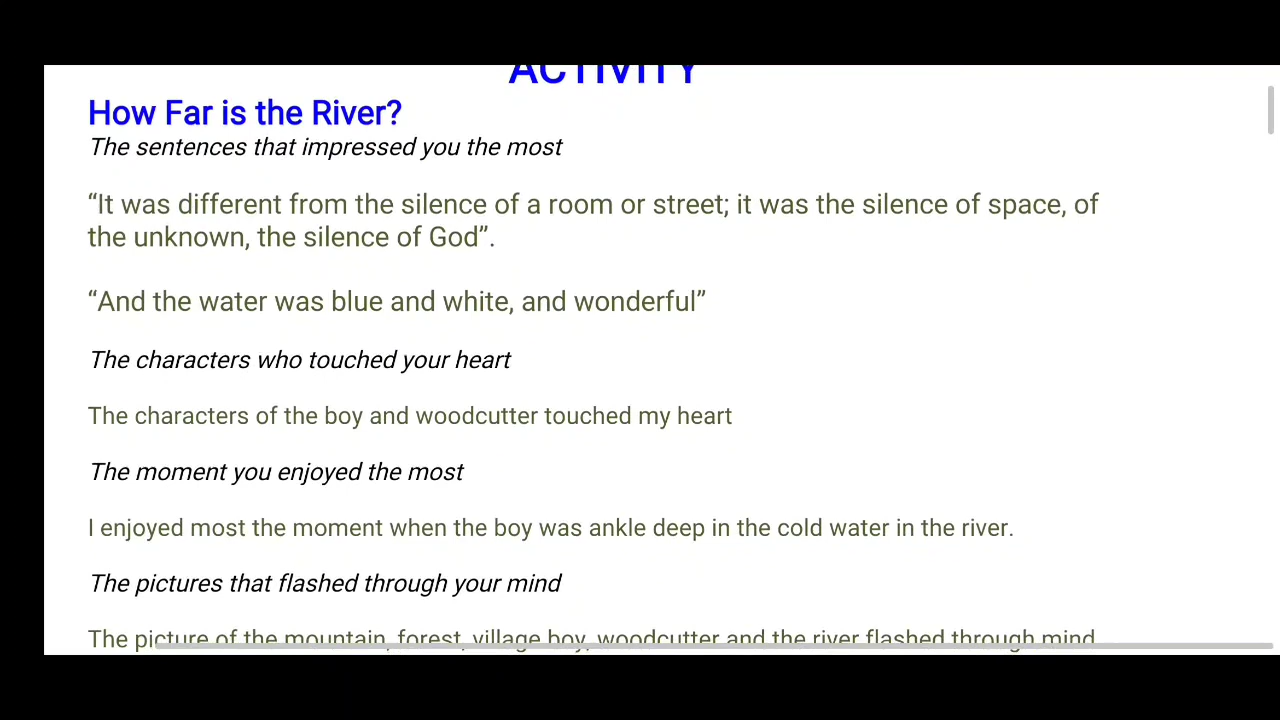 ACTIVITY
How Far is the River?
The sentences that impressed you the most
“It was different from the silence of a room or street; it was the silence of space, of
the unknown, the silence of God”.
“And the water was blue and white, and wonderful”
The characters who touched your heart
The characters of the boy and woodcutter touched my heart
The moment you enjoyed the most
I enjoyed most the moment when the boy was ankle deep in the cold water in the river.
The pictures that flashed through your mind
The picture of the mountain, forest, village boy, woodcutter and the river flashed through mind